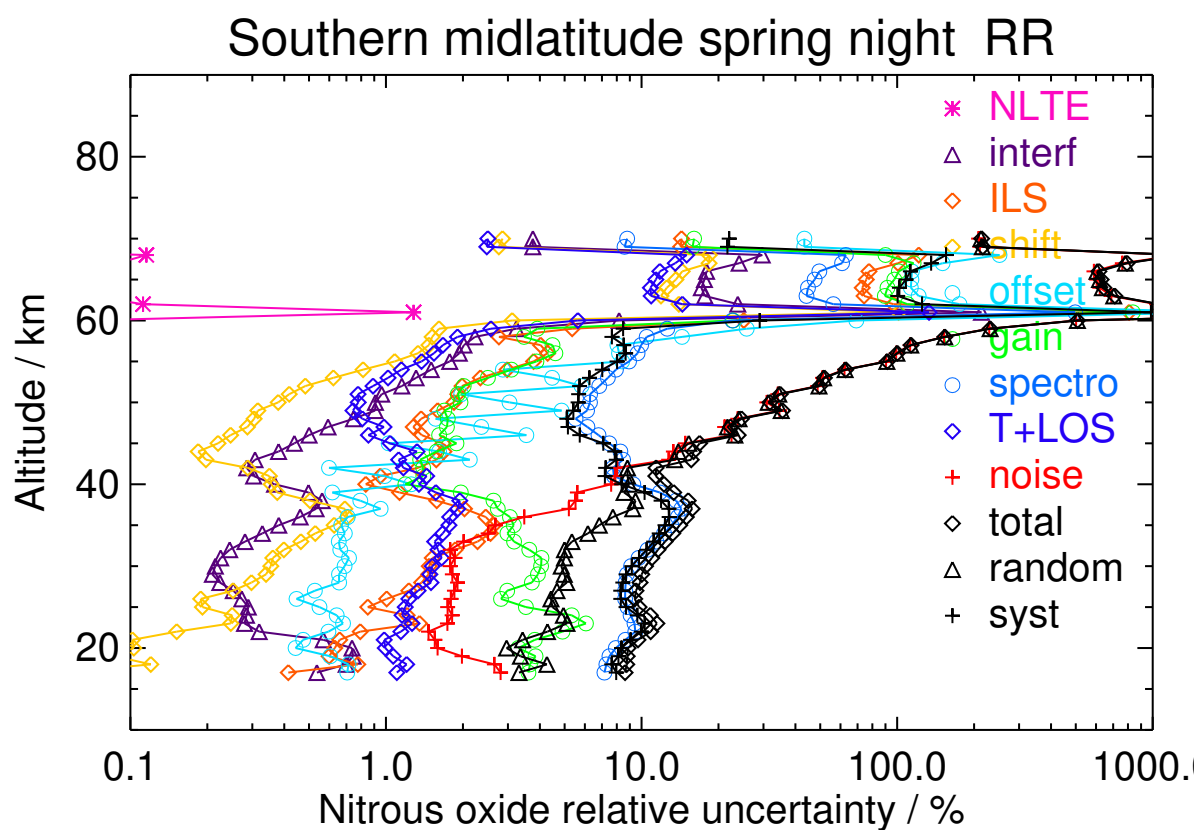 Southern midlatitude spring night RR
NLTE
interf
ILS
shift
offset
gain
spectro
T+LOS
noise
total
random
syst
80
60
40
20
Altitude / km
0.1
1.0
10.0
100.0
1000.0
Nitrous oxide relative uncertainty / %